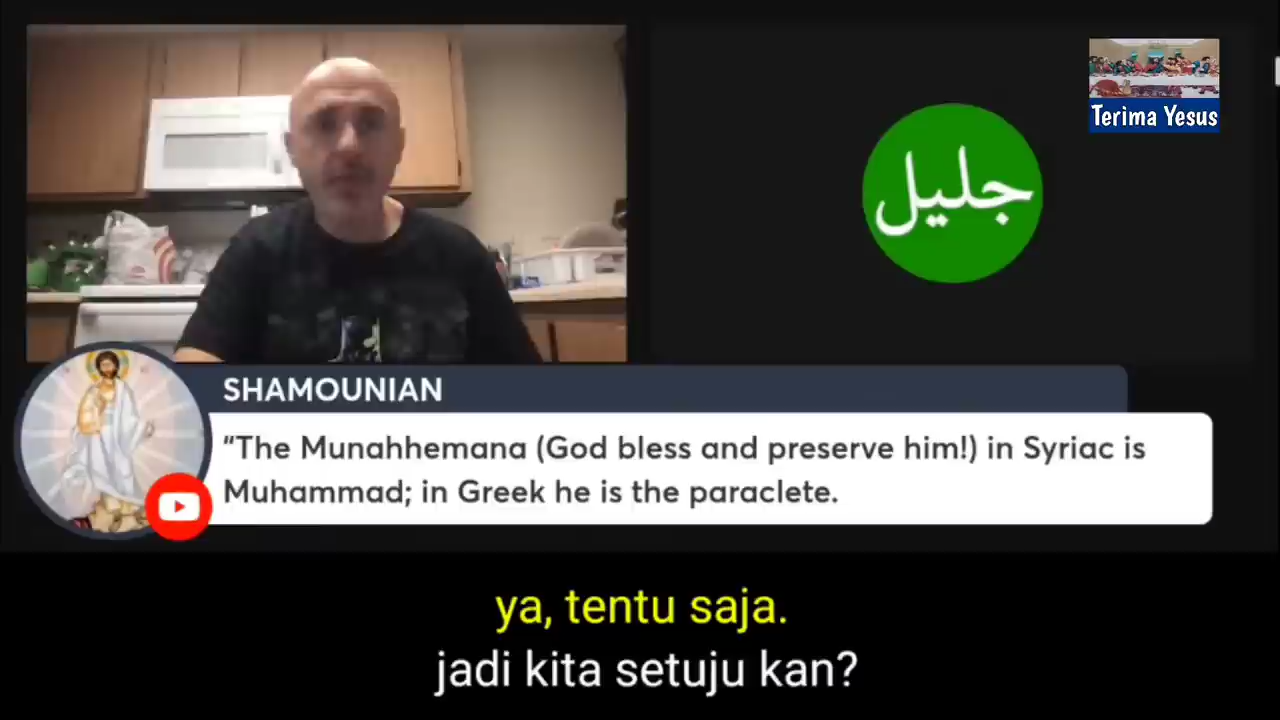 Terima Yesus
جليل
SHAMOUNIAN
“The Munahhemana (God bless and preserve him!) in Syriac is
Muhammad; in Greek he is the paraclete.
ya, tentu saja.
jadi kita setuju kan?